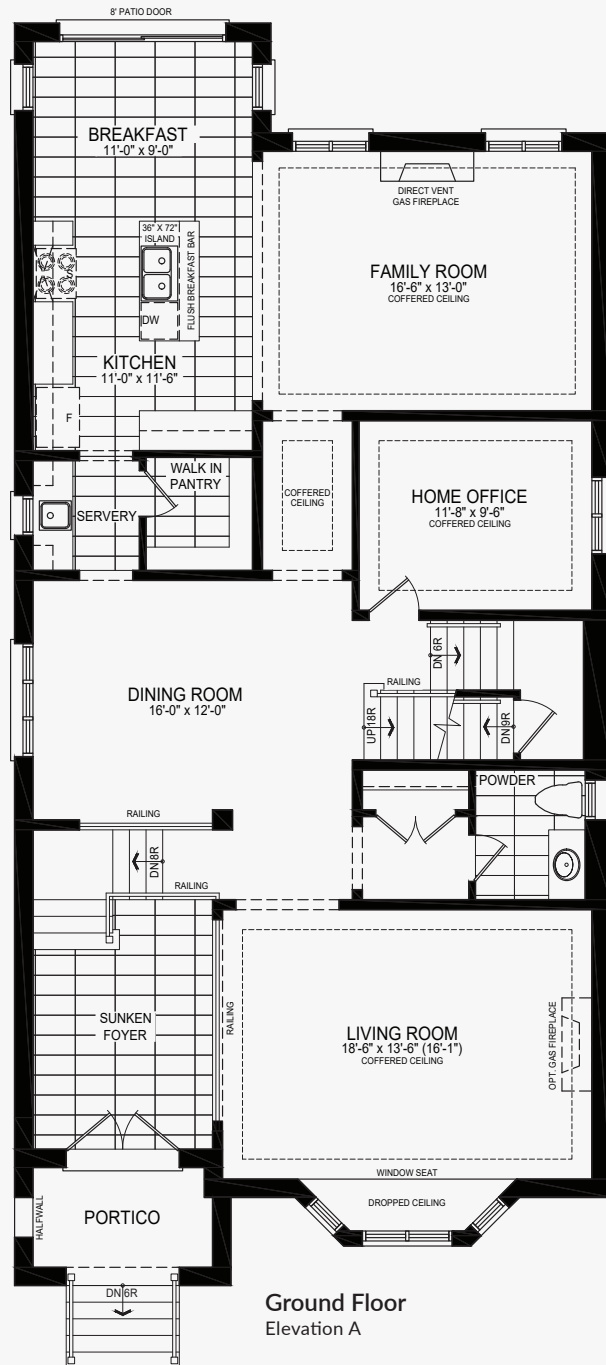 8' PATIO DOOR
BREAKFAST
11'-0" x 9'-0"
DIRECT VENT
GAS FIREPLACE
36" X 72"
ISLAND
FLUSH BREAKFAST BAR
DW
FAMILY ROOM
16'-6" x 13'-0"
COFFERED CEILING
KITCHEN
11'-0" x 11'-6"
F
WALK IN
PANTRY
SERVERY
COFFERED
CEILING
HOME OFFICE
11'-8" x 9'-6"
COFFERED CEILING
DN 6R
RAILING
DINING ROOM
16'-0" x 12'-0"
UP 18R
DN 9R
POWDER
RAILING
DN 8R
RAILING
SUNKEN
FOYER
RAILING
LIVING ROOM
18'-6" x 13'-6" (16'-1")
COFFERED CEILING
OPT. GAS FIREPLACE
WINDOW SEAT
DROPPED CEILING
HALFWALL
PORTICO
DN 6R
Ground Floor
Elevation A